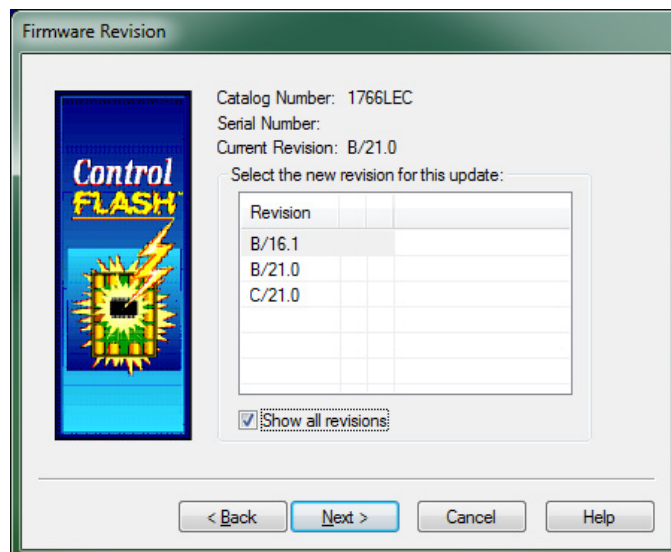 Firmware Revision
Control
FLASH™
Catalog Number: 1766LEC
Serial Number:
Current Revision: B/21.0
Select the new revision for this update:
Revision
B/16.1
B/21.0
C/21.0
Show all revisions
< Back
Next >
Cancel
Help